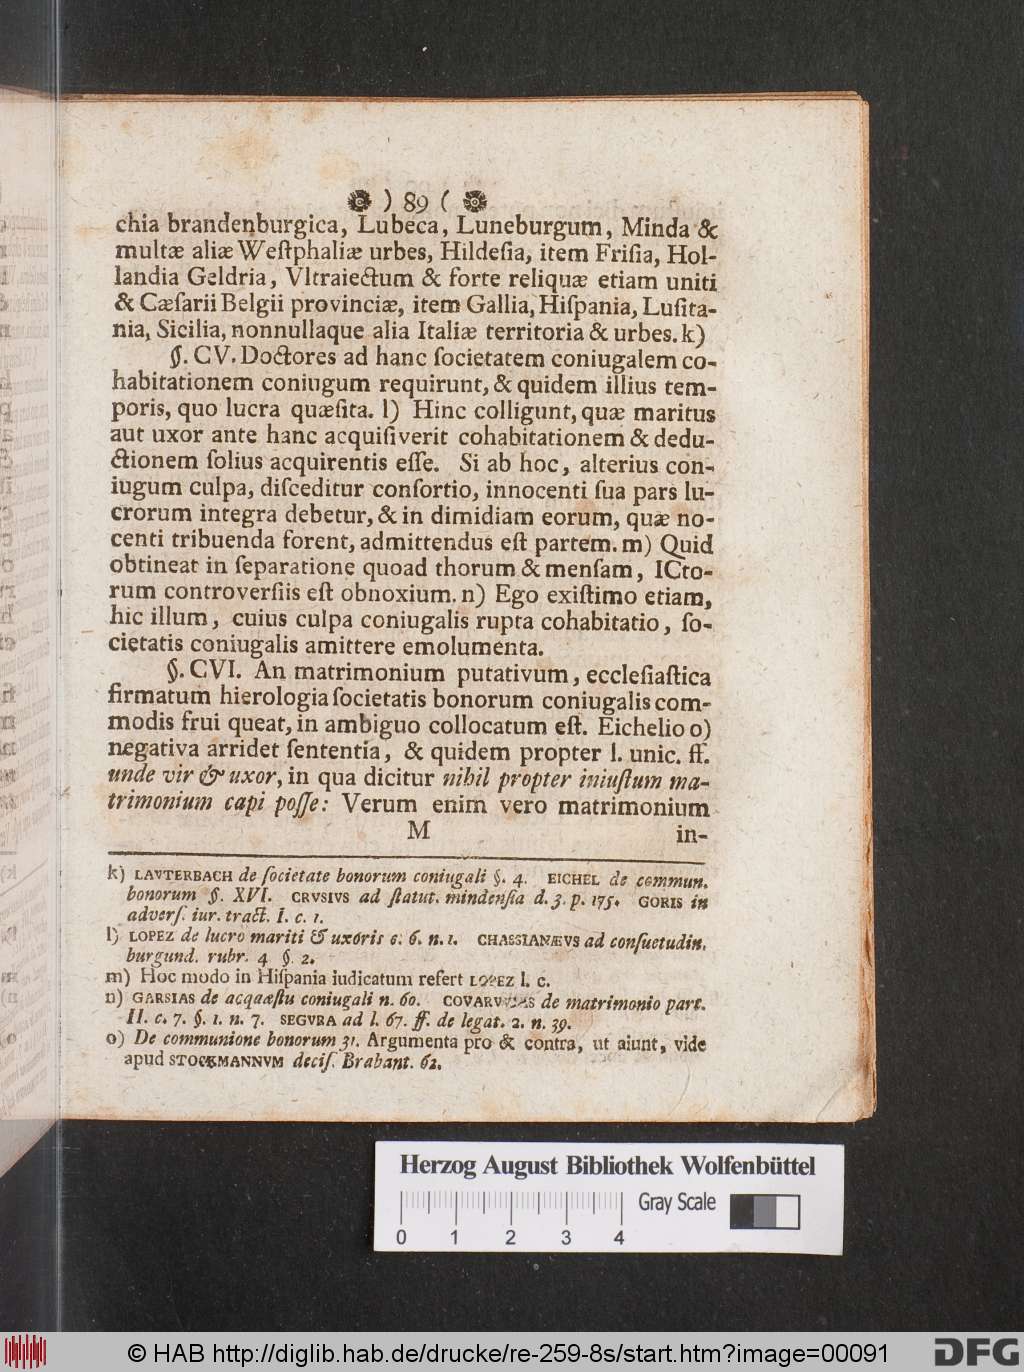 ) 89 (
chia brandenburgica, Lubeca, Luneburgum, Minda &
multæ aliæ Weſtphaliæ urbes, Hildeſia, item Friſia, Hol-
landia Geldria, Vltraiectum & forte reliquæ etiam uniti
& Cæſarii Belgii provinciæ, item Gallia, Hiſpania, Luſita-
nia, Sicilia, nonnullaque alia Italiæ territoria & urbes. k)
§. CV. Doctores ad hanc ſocietatem coniugalem co-
habitationem coniugum requirunt, & quidem illius tem-
poris, quo lucra quæſita. l) Hinc colligunt, quæ maritus
aut uxor ante hanc acquiſiverit cohabitationem & dedu-
ctionem ſolius acquirentis eſſe. Si ab hoc, alterius con-
iugum culpa, diſceditur conſortio, innocenti ſua pars lu-
crorum integra debetur, & in dimidiam eorum, quæ no-
centi tribuenda forent, admittendus eſt partem. m) Quid
obtineat in ſeparatione quoad thorum & menſam, ICto-
rum controverſiis eſt obnoxium. n) Ego exiſtimo etiam,
hic illum, cuius culpa coniugalis rupta cohabitatio, ſo-
cietatis coniugalis amittere emolumenta.
§. CVI. An matrimonium putativum, eccleſiaſtica
firmatum hierologia ſocietatis bonorum coniugalis com-
modis frui queat, in ambiguo collocatum eſt. Eichelio o)
negativa arridet ſententia, & quidem propter l. unic. ff.
unde vir & uxor, in qua dicitur nihil propter iniuſtum ma-
trimonium capi poſſe: Verum enim vero matrimonium
M in-
k) LAVTERBACH de ſocietate bonorum coniugali §. 4. EICHEL de commun.
bonorum §. XVI. CRVSIVS ad ſtatut. mindenſia d. 3. p. 175. GORIS in
adverſ. iur. tract. I. c. 1.
l) LOPEZ de lucro mariti & uxoris c. 6. n. 1. CHASSIANÆVS ad conſuetudin.
burgund. rubr. 4 §. 2.
m) Hoc modo in Hiſpania iudicatum refert LOPEZ l. c.
n) GARSIAS de acquæſtu coniugali n. 60. COVARVVIAS de matrimonio part.
II. c. 7. §. 1. n. 7. SEGVRA ad l. 67. ff. de legat. 2. n. 39.
o) De communione bonorum 31. Argumenta pro & contra, ut aiunt, vide
apud STOCKMANNVM deciſ. Brabant. 62.
Herzog August Bibliothek Wolfenbüttel
Gray Scale
0 1 2 3 4
© HAB http://diglib.hab.de/drucke/re-259-8s/start.htm?image=00091
DFG